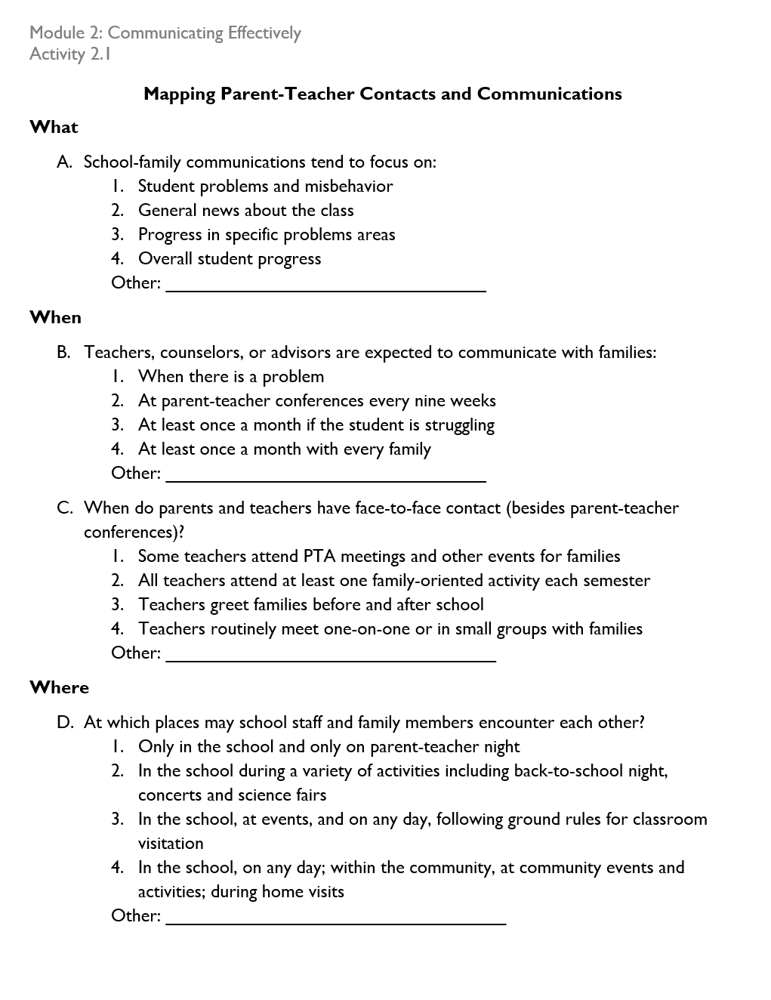 Module 2: Communicating Effectively
Activity 2.1
Mapping Parent-Teacher Contacts and Communications
What
A. School-family communications tend to focus on:
1. Student problems and misbehavior
2. General news about the class
3. Progress in specific problems areas
4. Overall student progress
Other: ___________________________________
When
B. Teachers, counselors, or advisors are expected to communicate with families:
1. When there is a problem
2. At parent-teacher conferences every nine weeks
3. At least once a month if the student is struggling
4. At least once a month with every family
Other: ___________________________________
C. When do parents and teachers have face-to-face contact (besides parent-teacher
conferences)?
1. Some teachers attend PTA meetings and other events for families
2. All teachers attend at least one family-oriented activity each semester
3. Teachers greet families before and after school
4. Teachers routinely meet one-on-one or in small groups with families
Other: ____________________________________
Where
D. At which places may school staff and family members encounter each other?
1. Only in the school and only on parent-teacher night
2. In the school during a variety of activities including back-to-school night,
concerts and science fairs
3. In the school, at events, and on any day, following ground rules for classroom
visitation
4. In the school, on any day; within the community, at community events and
activities; during home visits
Other: _____________________________________